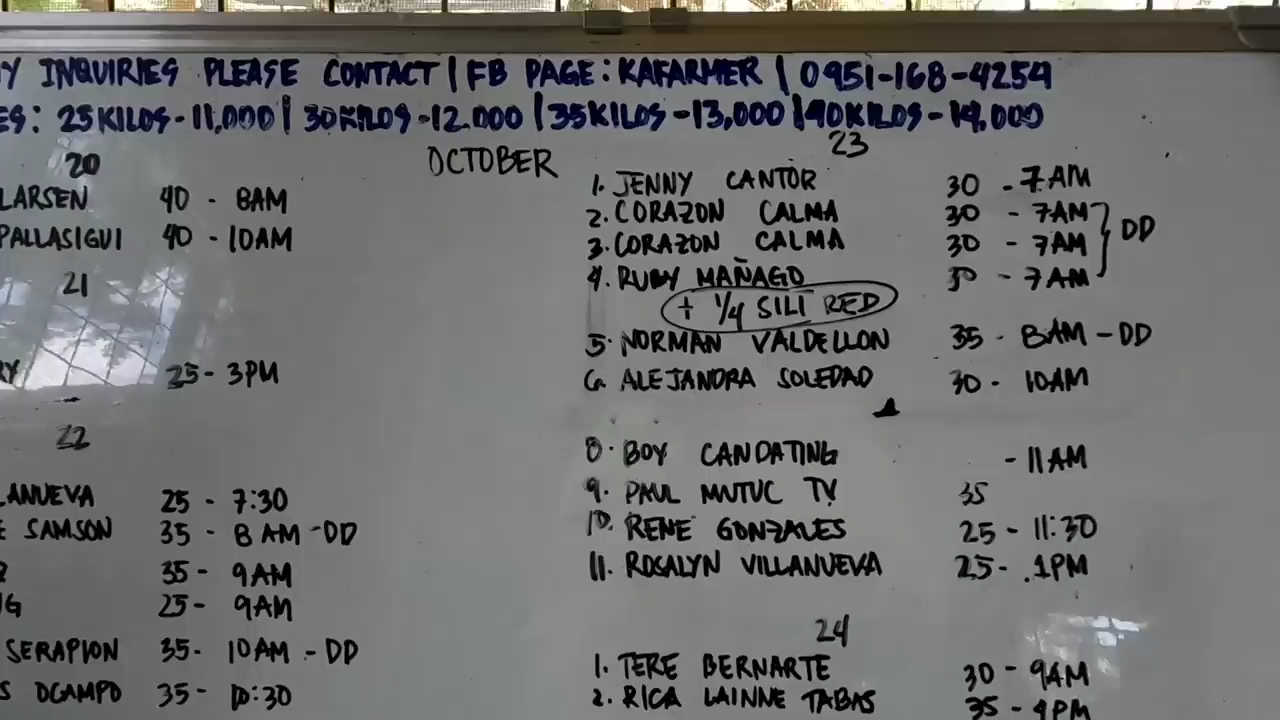 Y INQUIRIES PLEASE CONTACT | FB PAGE: KAFARMER | 0951-168-4254
ES: 25KILOS-11,000 | 30KILOS-12.000 | 35KILOS-13,000 | 40KILOS-14,000
OCTOBER
20
LARSEN 40 - 8AM
PALLASIGUI 40 - 10AM
21
RY 25- 3PM
22
LANUEVA 25 - 7:30
E SAMSON 35 - 8AM-DD
35- 9AM
NG 25- 9AM
SERAPION 35- 10AM - DD
S OCAMPO 35- 10:30
23
1. JENNY CANTOR 30 - 7AM
2. CORAZON CALMA 30 - 7AM
3. CORAZON CALMA 30 - 7AM DD
4. RUBY MAÑAGO 30 - 7AM
+ 1/4 SILI RED
5 NORMAN VALDELLON 35 - 8AM - DD
6 ALEJANDRA SOLEDAD 30 - 10AM
8. BOY CANDATING - 11AM
9. PAUL MUTUC TV 35
10. RENE GONZALES 25 - 11:30
11. ROSALYN VILLANUEVA 25- 1PM
24
1. TERE BERNARTE 30 - 9AM
2. RICA LAINNE TABAS 35 - 4PM